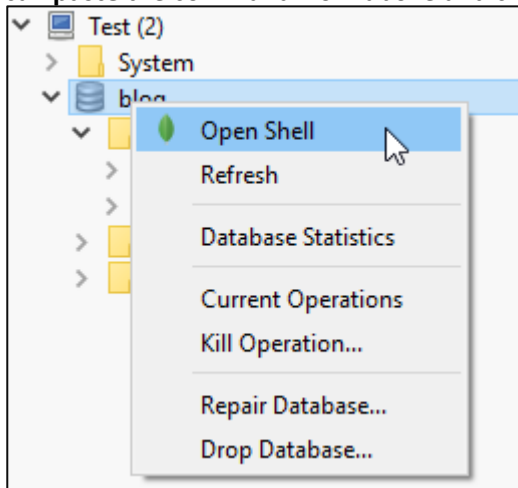 Test (2)
System
blog
Open Shell
Refresh
Database Statistics
Current Operations
Kill Operation...
Repair Database...
Drop Database...